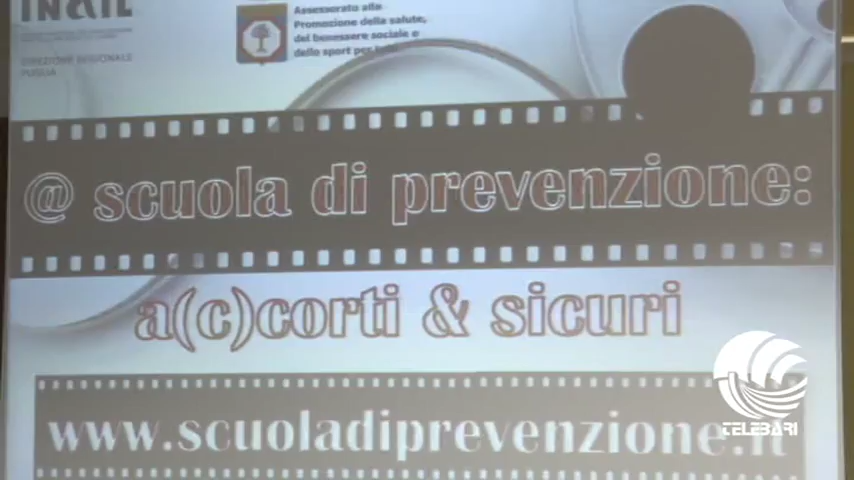 INAIL
DIREZIONE REGIONALE
PUGLIA
Assessorato alla
Promozione della salute,
del benessere sociale e
dello sport per tutti
@ scuola di prevenzione:
a(c)corti & sicuri
www.scuoladiprevenzione.it
TELEBARI